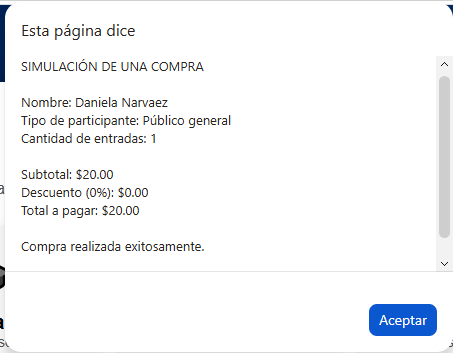 Esta página dice
SIMULACIÓN DE UNA COMPRA
Nombre: Daniela Narvaez
Tipo de participante: Público general
Cantidad de entradas: 1
Subtotal: $20.00
Descuento (0%): $0.00
Total a pagar: $20.00
Compra realizada exitosamente.
Aceptar